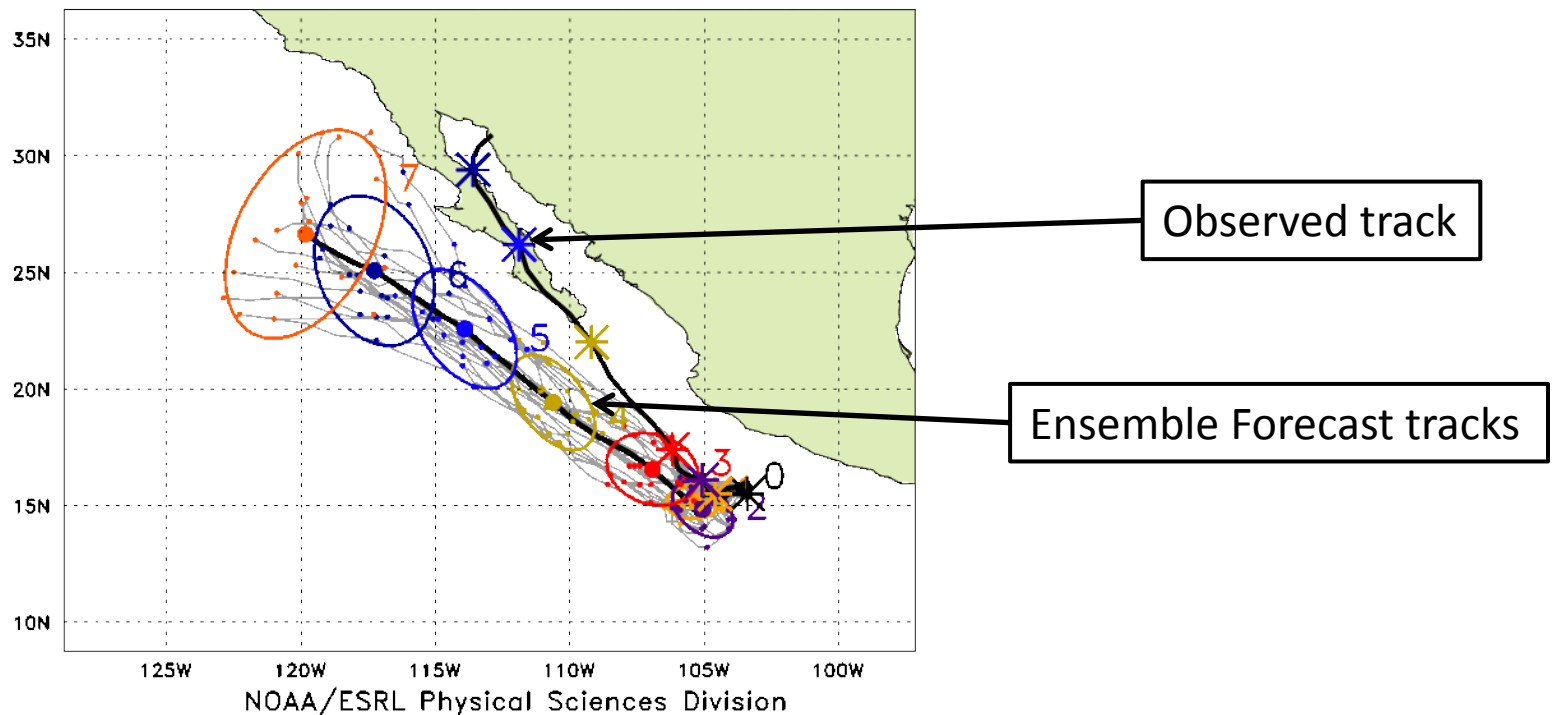 35N
30N
25N
20N
15N
10N
7
6
5
4
3
0
2
Observed track
Ensemble Forecast tracks
125W 120W 115W 110W 105W 100W
NOAA/ESRL Physical Sciences Division